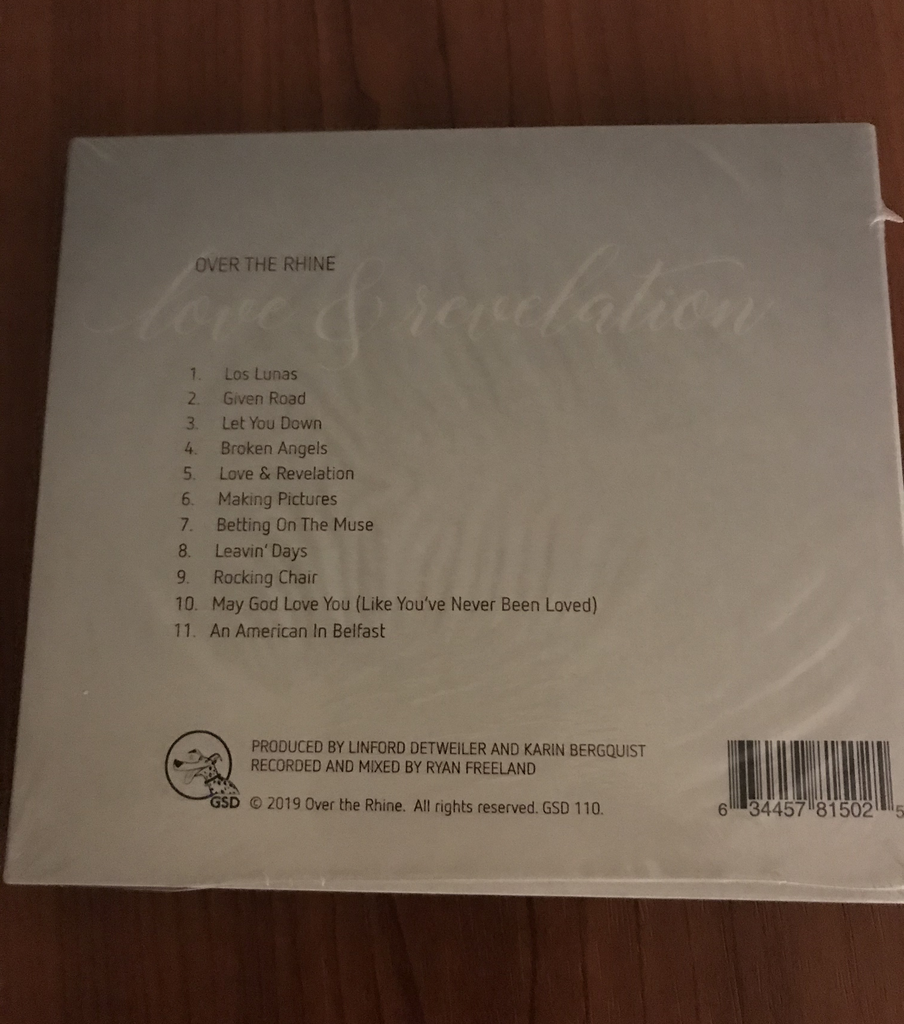 OVER THE RHINE
love & revelation
1. Los Lunas
2. Given Road
3. Let You Down
4. Broken Angels
5. Love & Revelation
6. Making Pictures
7. Betting On The Muse
8. Leavin' Days
9. Rocking Chair
10. May God Love You (Like You've Never Been Loved)
11. An American In Belfast
PRODUCED BY LINFORD DETWEILER AND KARIN BERGQUIST
RECORDED AND MIXED BY RYAN FREELAND
GSD © 2019 Over the Rhine. All rights reserved. GSD 110.
6 34457 81502 5